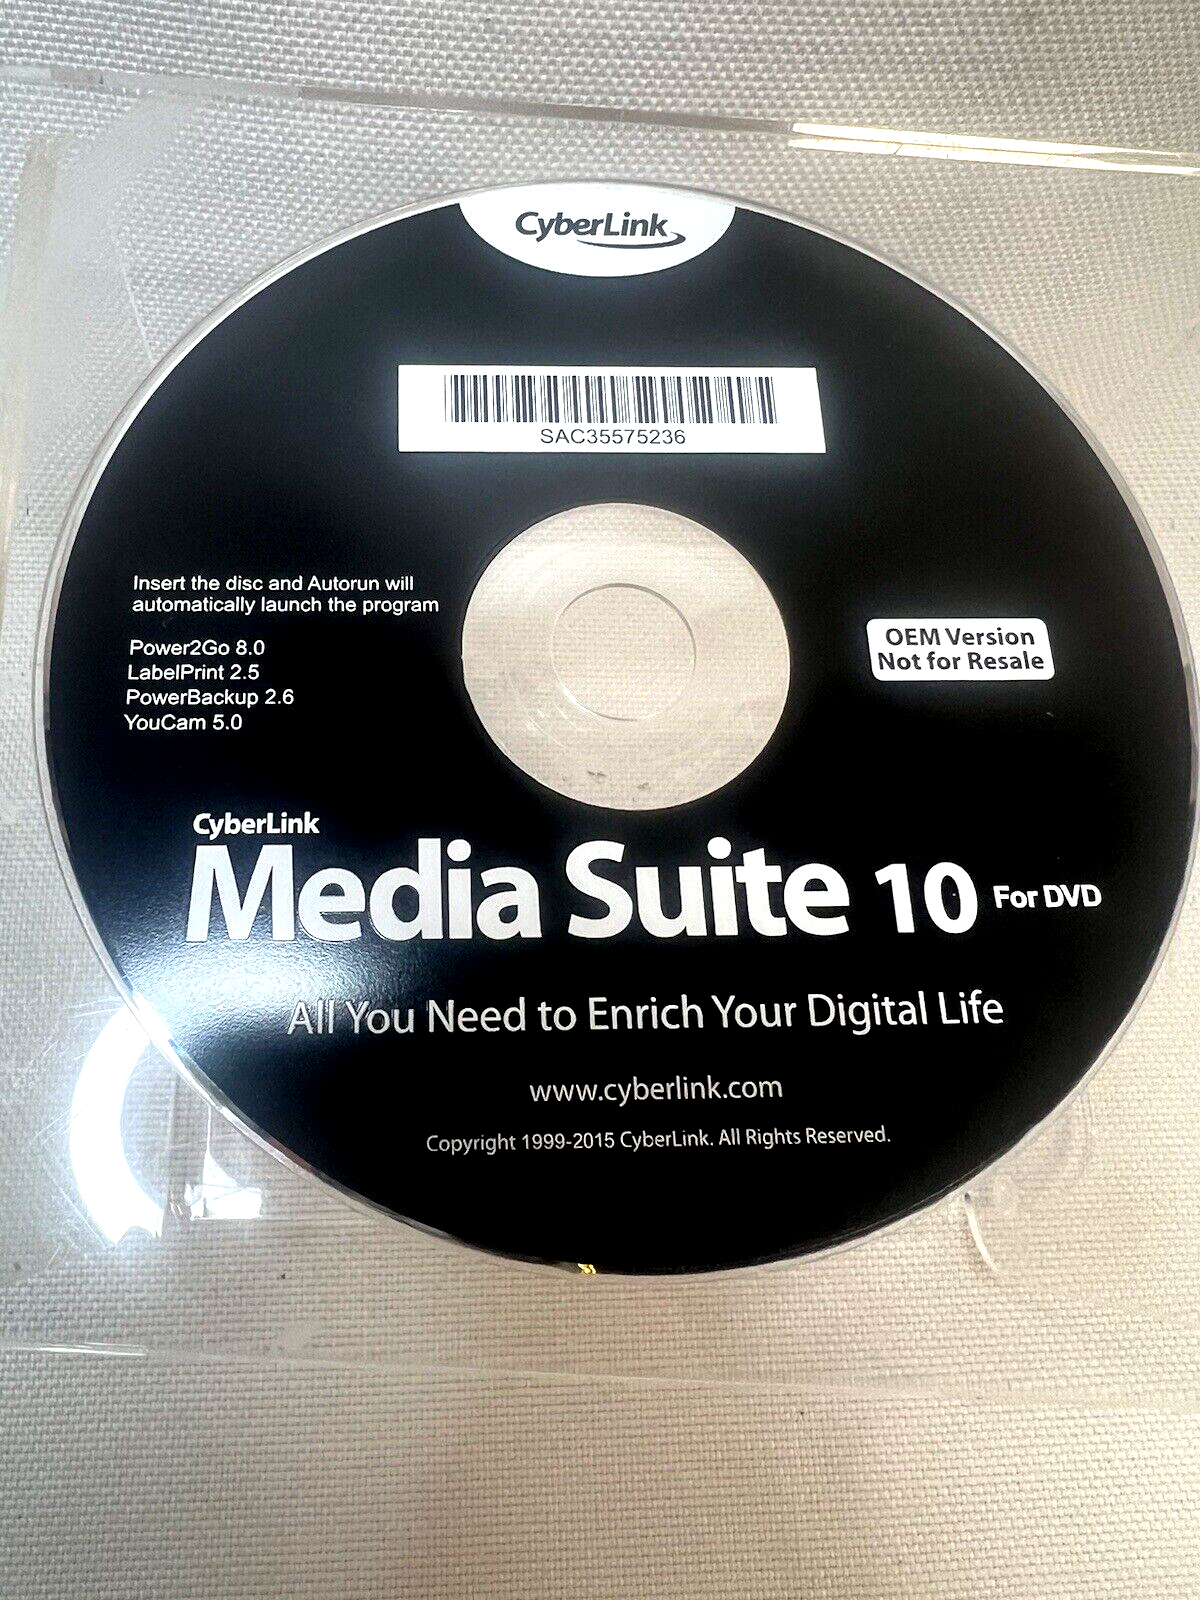 CyberLink
SAC35575236
Insert the disc and Autorun will
automatically launch the program
Power2Go 8.0
LabelPrint 2.5
PowerBackup 2.6
YouCam 5.0
OEM Version
Not for Resale
CyberLink
Media Suite 10 For DVD
All You Need to Enrich Your Digital Life
www.cyberlink.com
Copyright 1999-2015 CyberLink. All Rights Reserved.